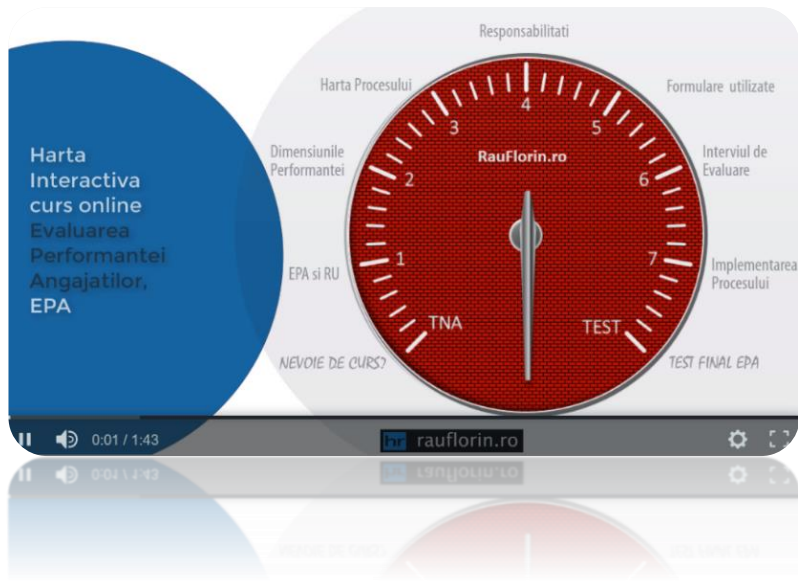 Harta
Interactiva
curs online
Evaluarea
Performantei
Angajatilor,
EPA
Responsabilitati
Harta Procesului
Formulare utilizate
Dimensiunile
Performantei
Interviul de
Evaluare
EPA si RU
Implementarea
Procesului
NEVOIE DE CURS?
TEST FINAL EPA
RauFlorin.ro
TNA
1
2
3
4
5
6
7
TEST
0:01 / 1:43
hr rauflorin.ro